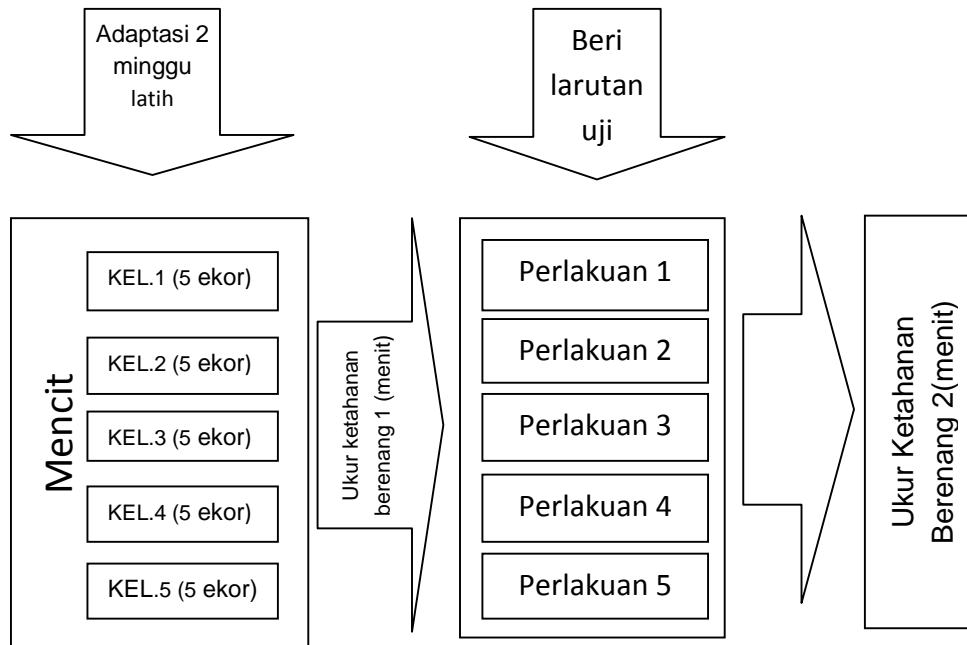 Adaptasi 2
minggu
latih
Beri
larutan
uji
Mencit
KEL.1 (5 ekor)
KEL.2 (5 ekor)
KEL.3 (5 ekor)
KEL.4 (5 ekor)
KEL.5 (5 ekor)
Ukur ketahanan
berenang 1 (menit)
Perlakuan 1
Perlakuan 2
Perlakuan 3
Perlakuan 4
Perlakuan 5
Ukur Ketahanan
Berenang 2(menit)